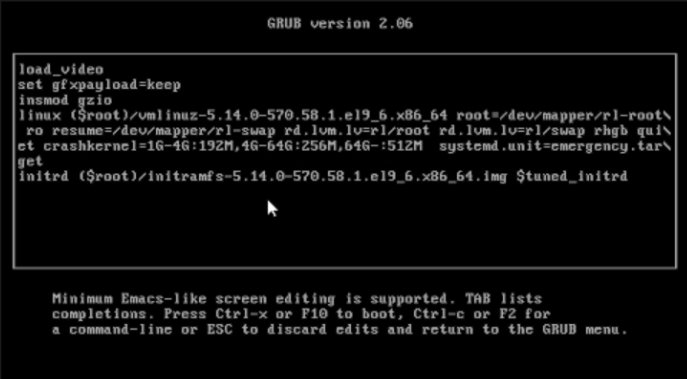 GRUB version 2.06
load_video
set gfxpayload=keep
insmod gzio
linux ($root)/vmlinuz-5.14.0-570.58.1.el9_6.x86_64 root=/dev/mapper/rl-root\
 ro resume=/dev/mapper/rl-swap rd.lvm.lv=rl/root rd.lvm.lv=rl/swap rhgb qui\
et crashkernel=1G-4G:192M,4G-64G:256M,64G-:512M  systemd.unit=emergency.tar\
get
initrd ($root)/initramfs-5.14.0-570.58.1.el9_6.x86_64.img $tuned_initrd
Minimum Emacs-like screen editing is supported. TAB lists
completions. Press Ctrl-x or F10 to boot, Ctrl-c or F2 for
a command-line or ESC to discard edits and return to the GRUB menu.